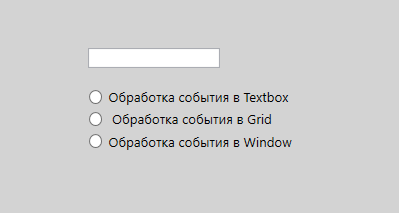 Обработка события в Textbox
Обработка события в Grid
Обработка события в Window